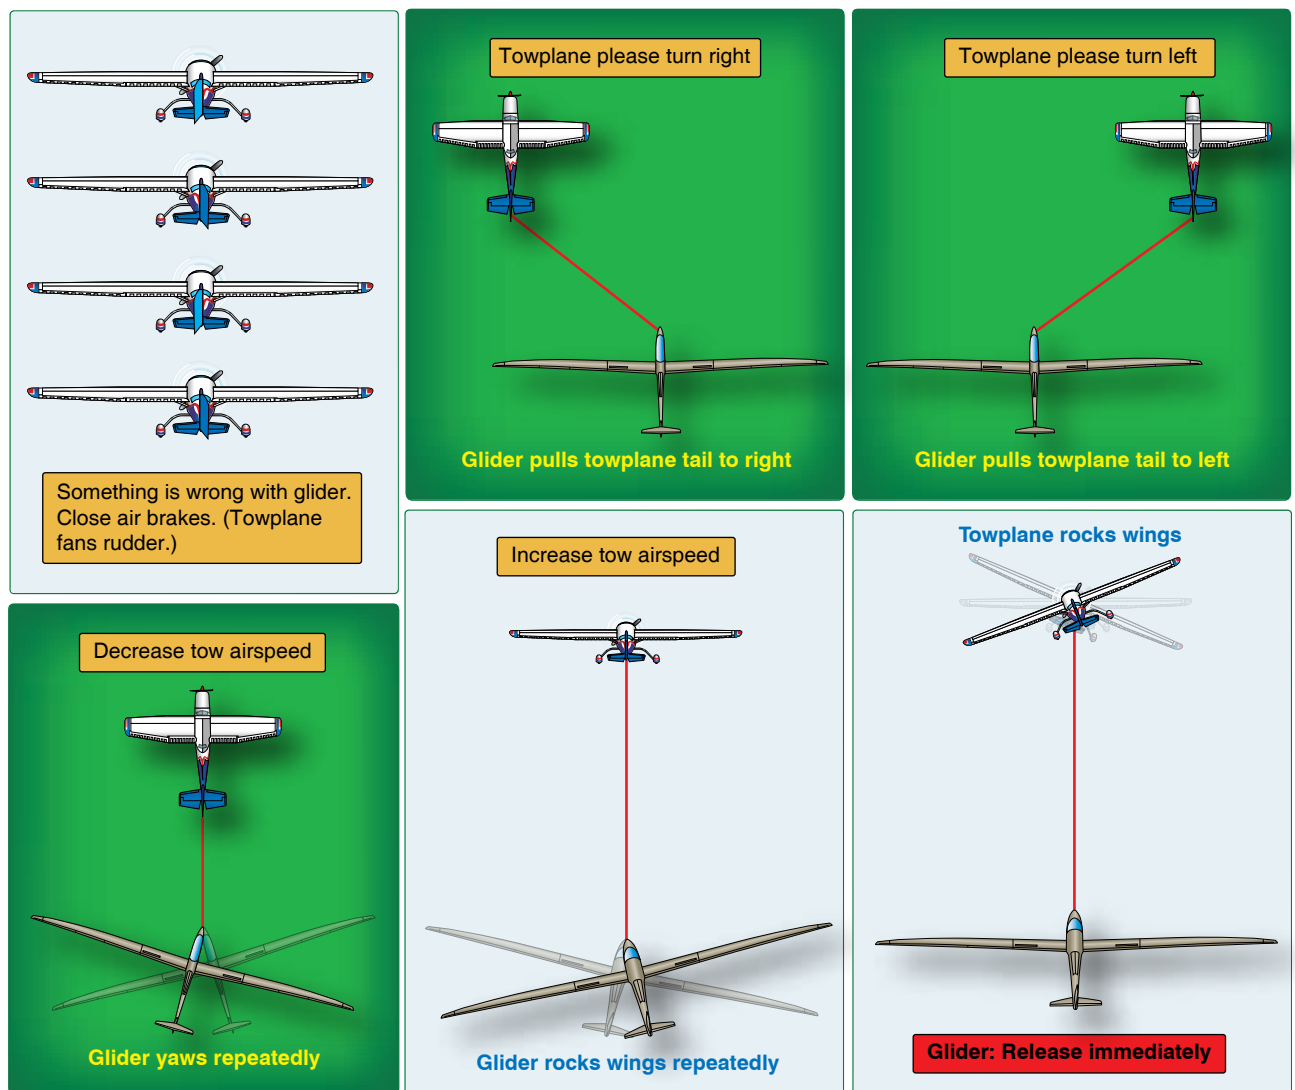 Something is wrong with glider.
Close air brakes. (Towplane
fans rudder.)
Towplane please turn right
Glider pulls towplane tail to right
Towplane please turn left
Glider pulls towplane tail to left
Decrease tow airspeed
Glider yaws repeatedly
Increase tow airspeed
Glider rocks wings repeatedly
Towplane rocks wings
Glider: Release immediately